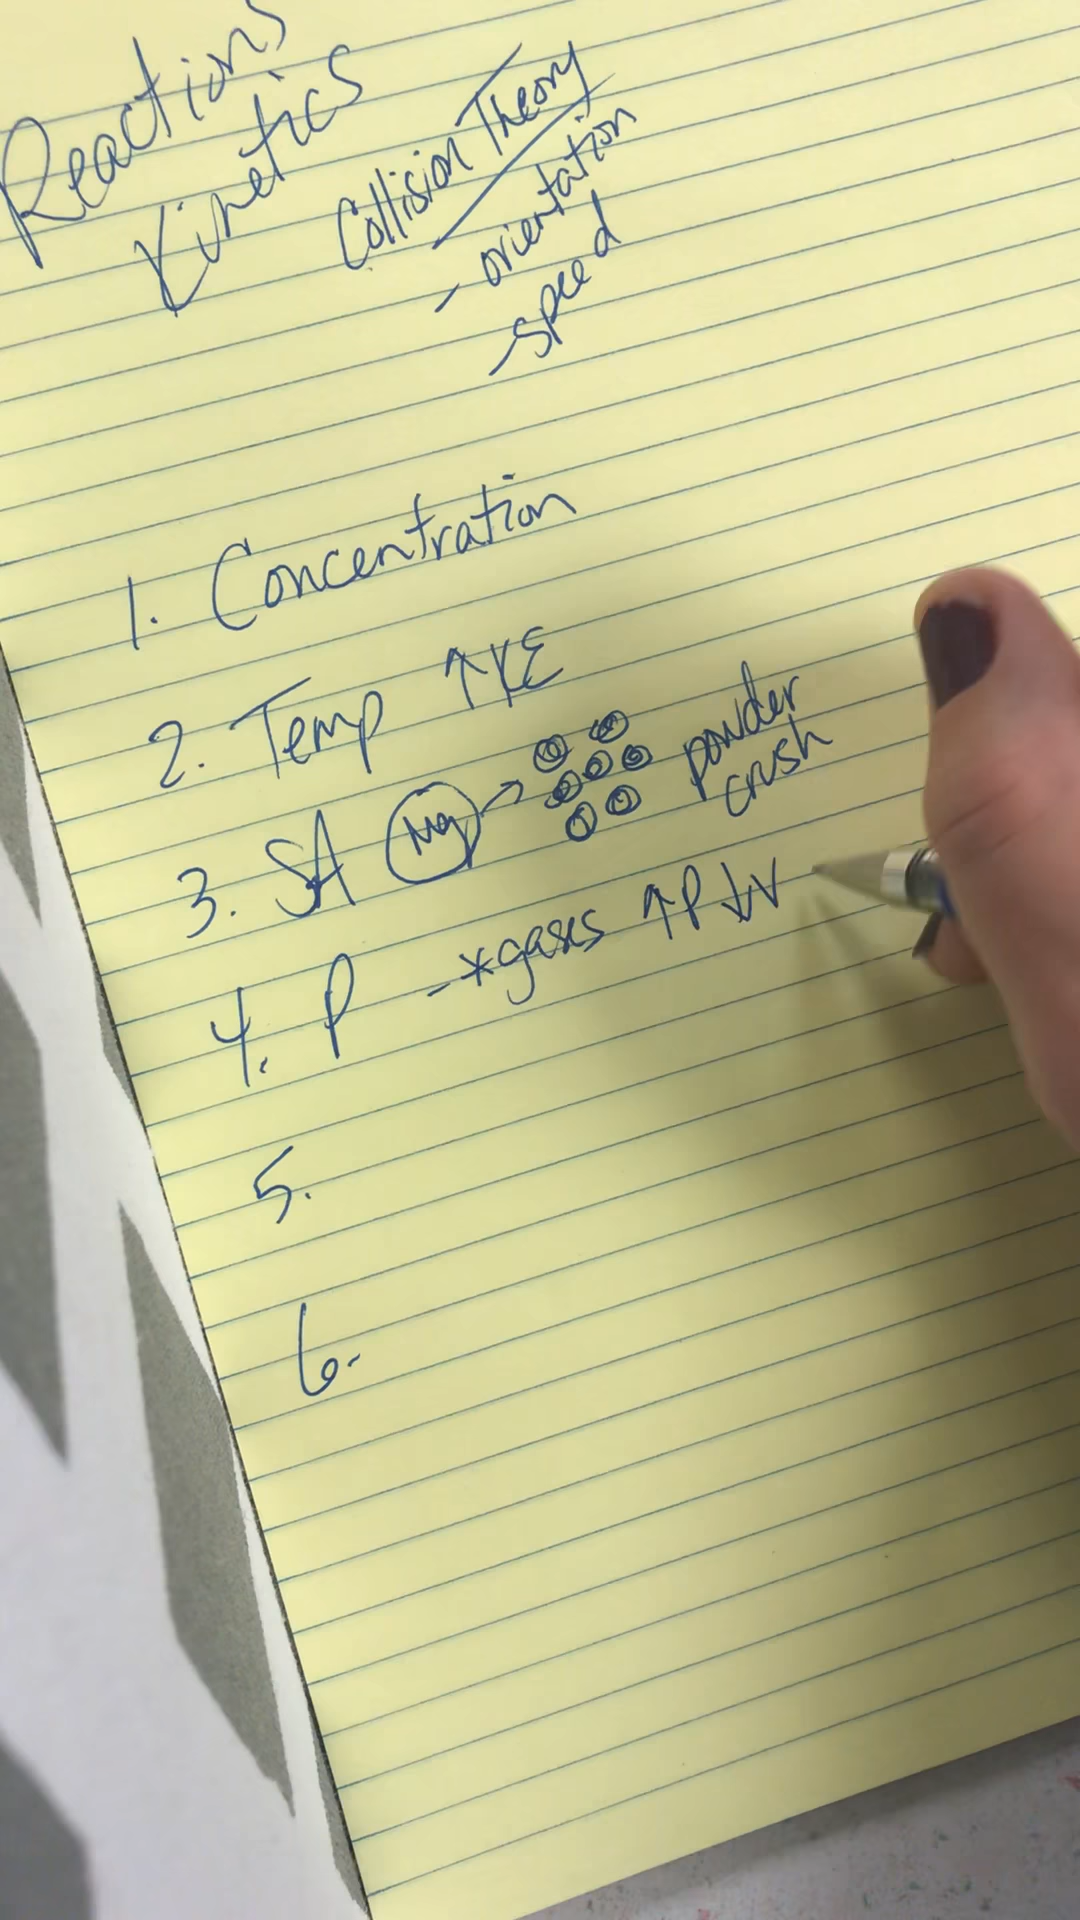 Reactions
Kinetics
Collision Theory
- orientation
- speed
1. Concentration
2. Temp ↑KE
3. SA Mg → powder
crush
4. P - *gases ↑P ↓V
5.
6.